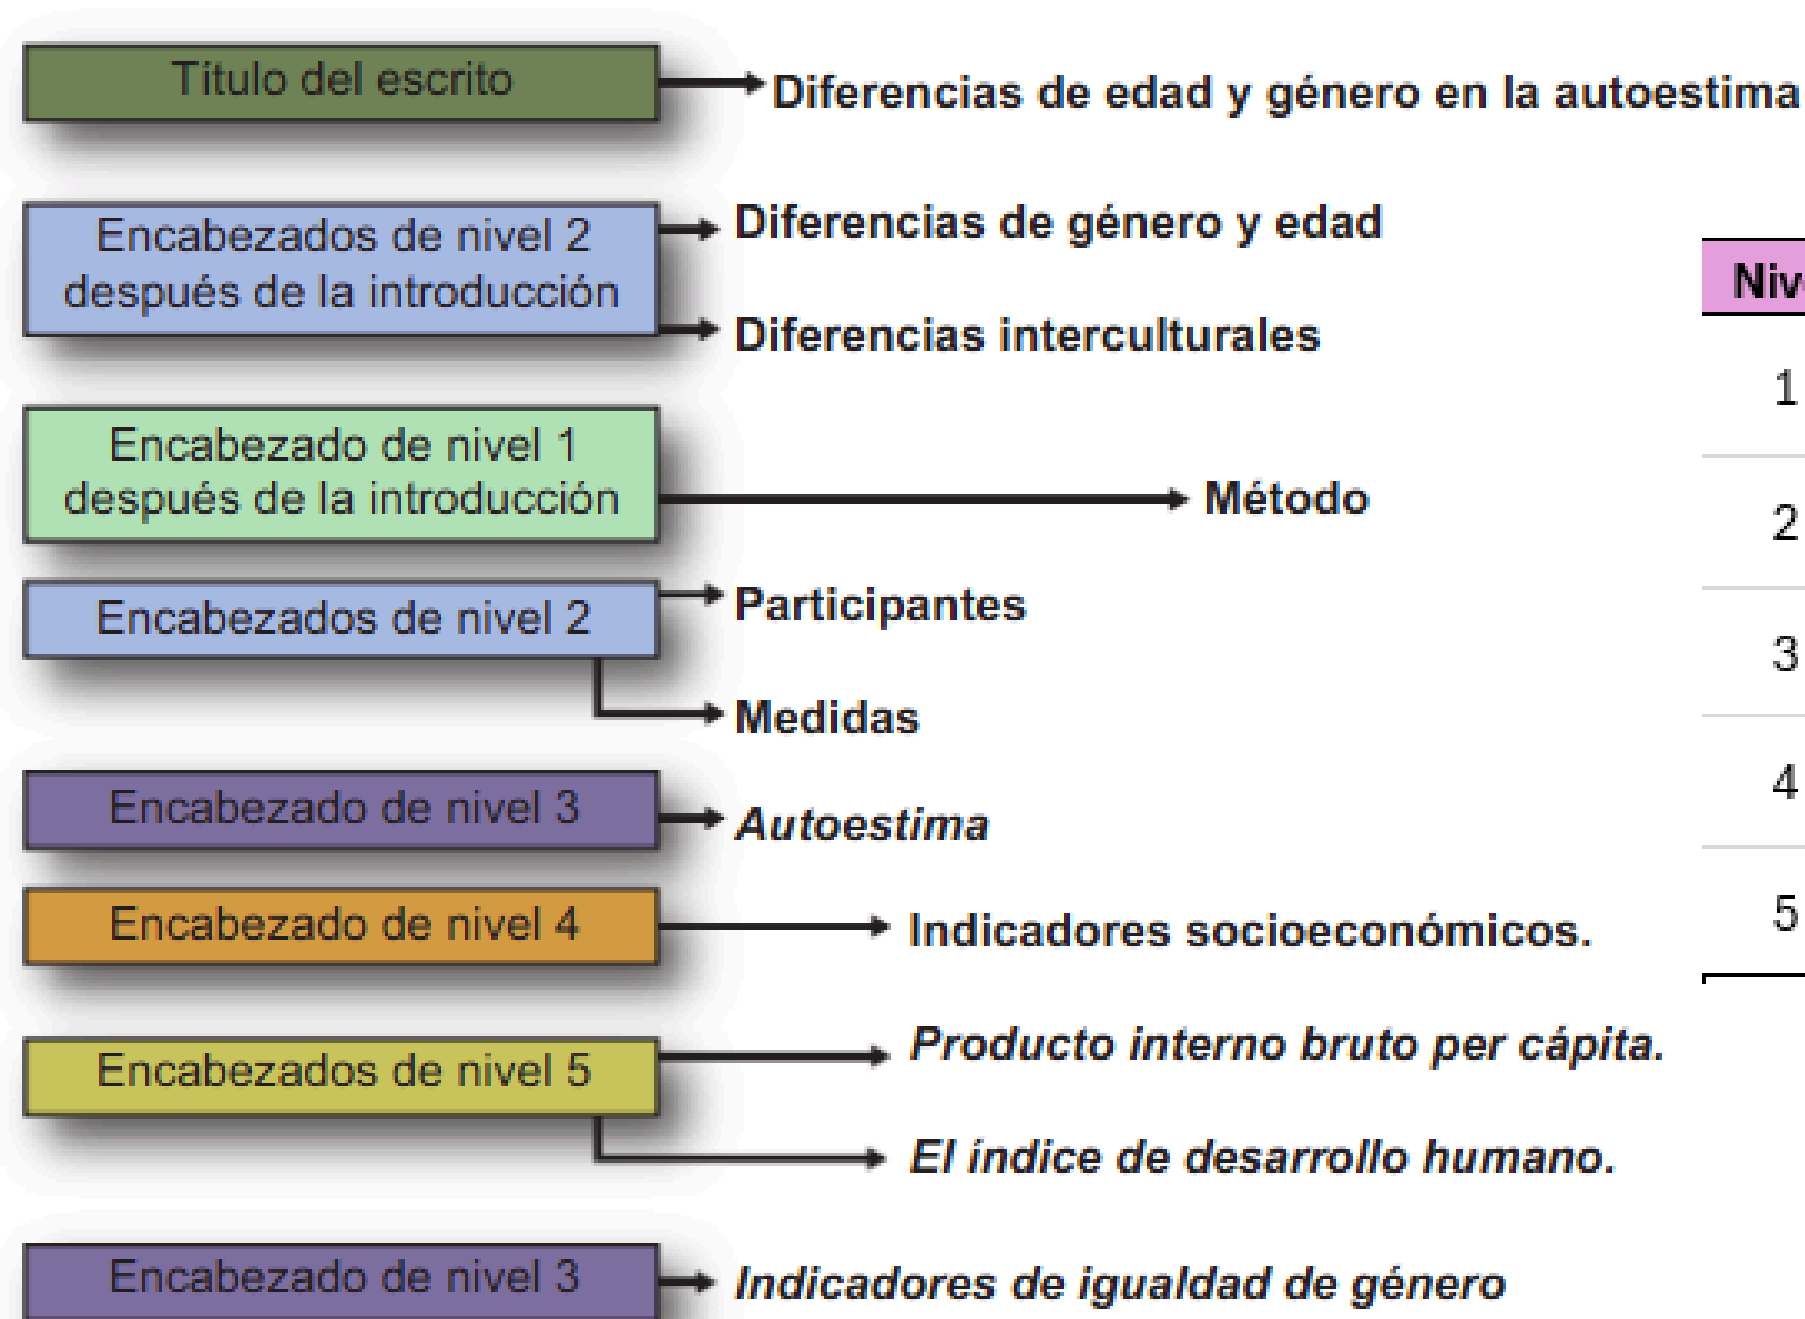 Título del escrito
Diferencias de edad y género en la autoestima
Encabezados de nivel 2
después de la introducción
Diferencias de género y edad
Diferencias interculturales
Encabezado de nivel 1
después de la introducción
Método
Encabezados de nivel 2
Participantes
Medidas
Encabezado de nivel 3
Autoestima
Encabezado de nivel 4
Indicadores socioeconómicos.
Encabezados de nivel 5
Producto interno bruto per cápita.
El índice de desarrollo humano.
Encabezado de nivel 3
Indicadores de igualdad de género
1
2
3
4
5